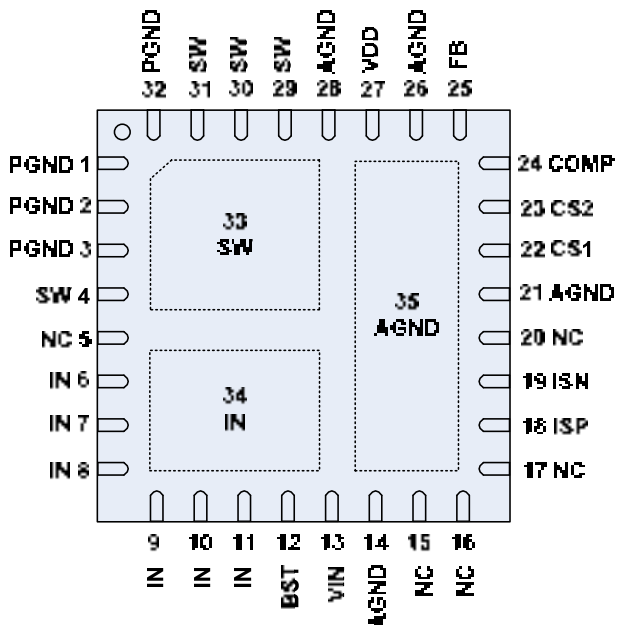 PGND SW SW SW AGND VDD AGND FB
32 31 30 29 28 27 26 25
PGND 1
PGND 2
PGND 3
SW 4
NC 5
IN 6
IN 7
IN 8
33
SW
34
IN
35
AGND
24 COMP
23 CS2
22 CS1
21 AGND
20 NC
19 ISN
18 ISP
17 NC
9 10 11 12 13 14 15 16
IN IN IN BST VIN AGND NC NC